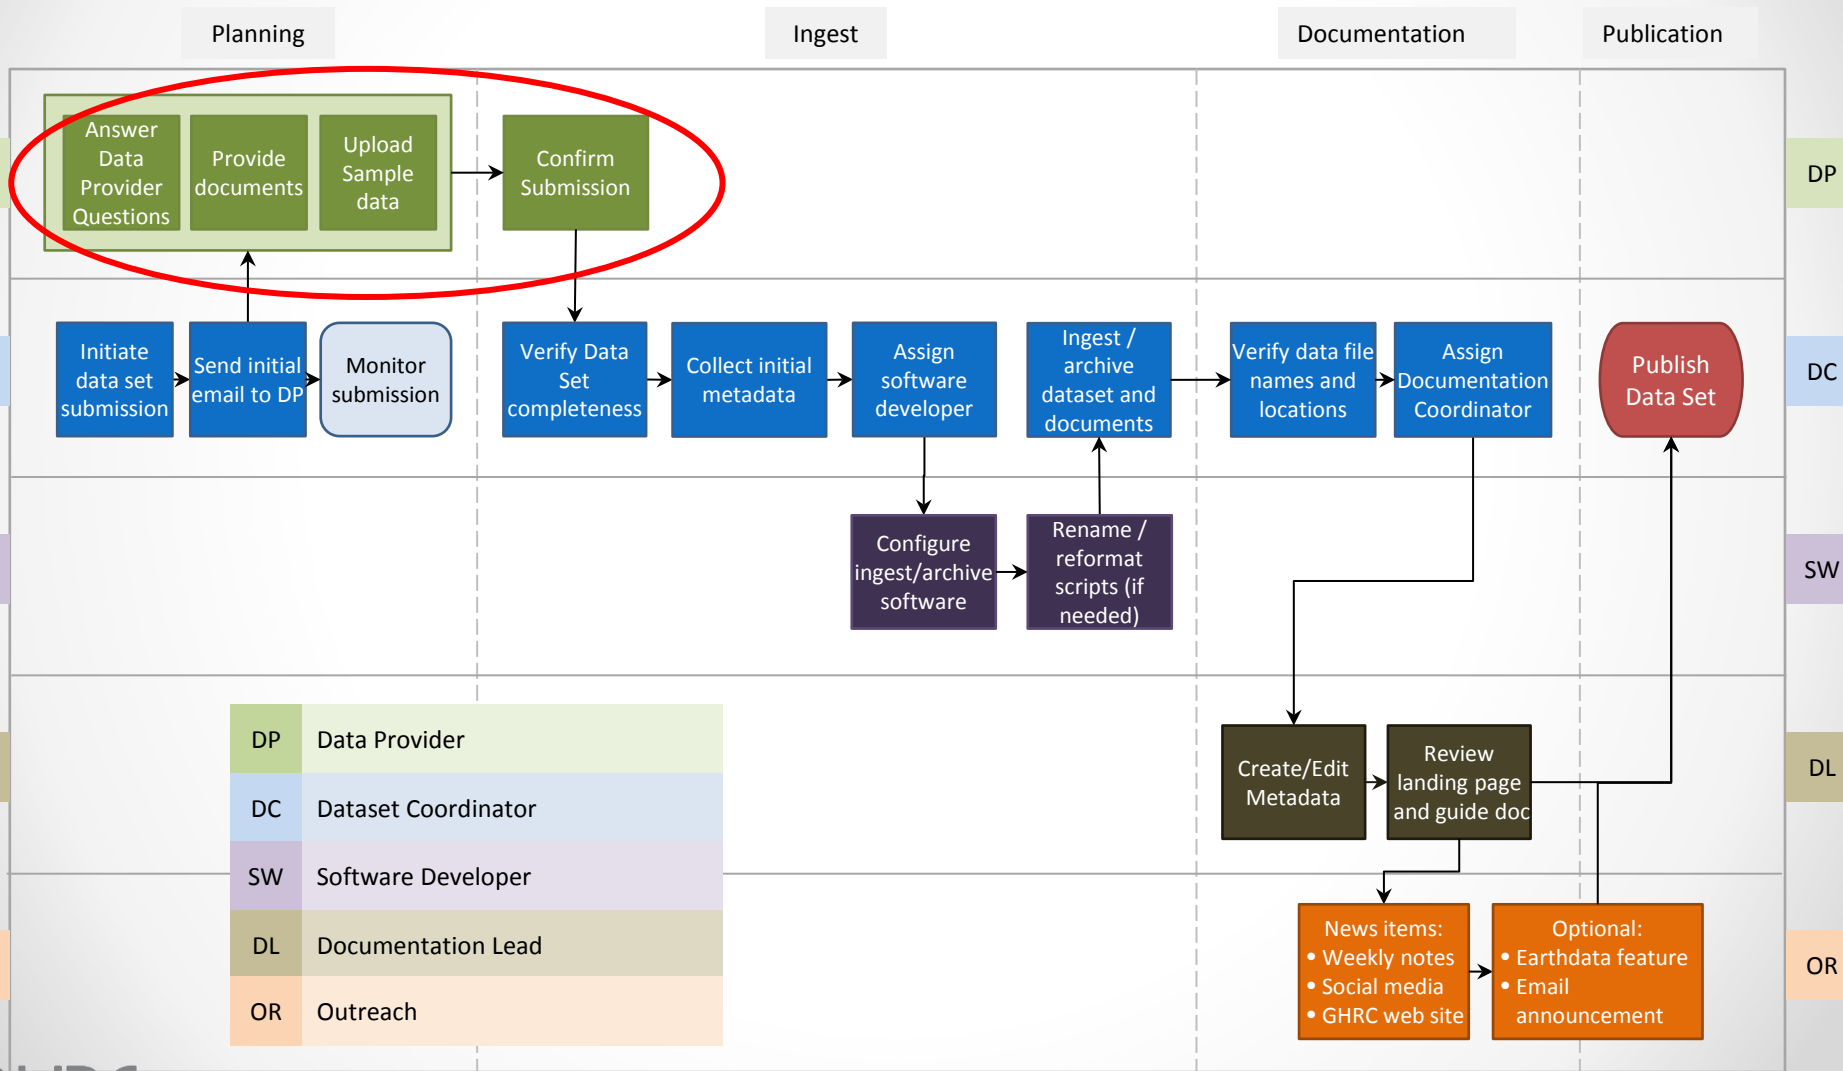 Planning
Ingest
Documentation
Publication
Answer
Data
Provider
Questions
Provide
documents
Upload
Sample
data
Confirm
Submission
DP
Initiate
data set
submission
Send initial
email to DP
Monitor
submission
Verify Data
Set
completeness
Collect initial
metadata
Assign
software
developer
Ingest /
archive
dataset and
documents
Verify data file
names and
locations
Assign
Documentation
Coordinator
Publish
Data Set
DC
Configure
ingest/archive
software
Rename /
reformat
scripts (if
needed)
SW
DP Data Provider
DC Dataset Coordinator
SW Software Developer
DL Documentation Lead
OR Outreach
Create/Edit
Metadata
Review
landing page
and guide doc
DL
News items:
• Weekly notes
• Social media
• GHRC web site
Optional:
• Earthdata feature
• Email
announcement
OR